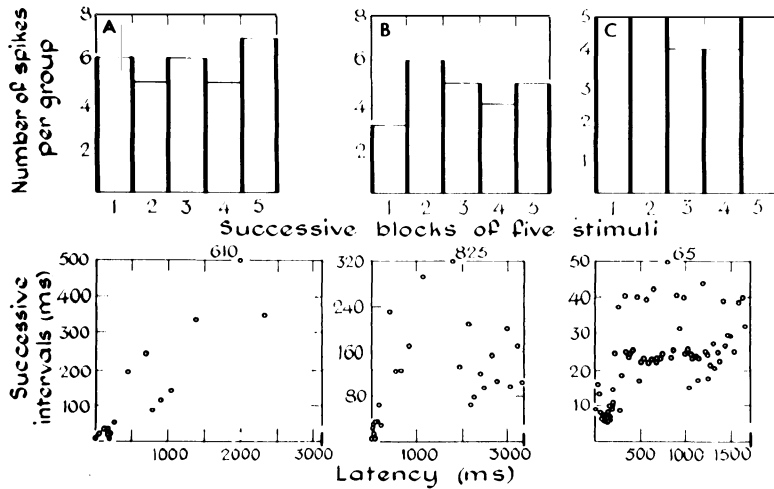 A
B
C
Number of spikes per group
8
6
4
2
8
6
4
2
5
4
3
2
1
1 2 3 4 5
1 2 3 4 5
1 2 3 4 5
Successive blocks of five stimuli
610
825
65
Successive intervals (ms)
500
400
300
200
100
320
240
160
80
50
40
30
20
10
1000 2000 3000
1000 3000
500 1000 1500
Latency (ms)